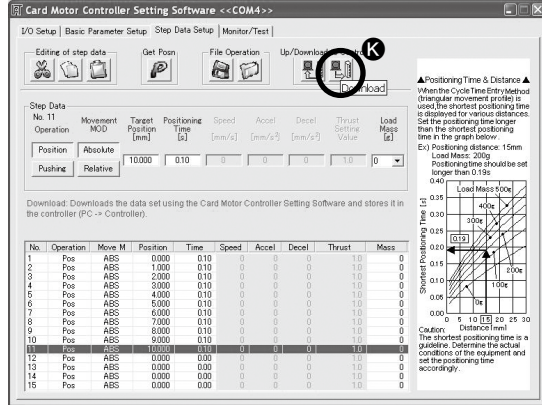 Card Motor Controller Setting Software <<COM4>>
I/O Setup Basic Parameter Setup Step Data Setup Monitor/Test
Editing of step data Get Posn File Operation Up/Download
K
Download
Step Data
No. 11
Operation Movement MOD Target Position [mm] Positioning Time [s] Speed [mm/s] Accel [mm/s²] Decel [mm/s²] Thrust Setting Value Load Mass [g]
Position Absolute 10.000 0.10 0 0 0 1.0 0
Pushing Relative
Download: Downloads the data set using the Card Motor Controller Setting Software and stores it in
the controller (PC -> Controller).
No. Operation Move M Position Time Speed Accel Decel Thrust Mass
1 Pos ABS 0.000 0.10 0 0 0 1.0 0
2 Pos ABS 1.000 0.10 0 0 0 1.0 0
3 Pos ABS 2.000 0.10 0 0 0 1.0 0
4 Pos ABS 3.000 0.10 0 0 0 1.0 0
5 Pos ABS 4.000 0.10 0 0 0 1.0 0
6 Pos ABS 5.000 0.10 0 0 0 1.0 0
7 Pos ABS 6.000 0.10 0 0 0 1.0 0
8 Pos ABS 7.000 0.10 0 0 0 1.0 0
9 Pos ABS 8.000 0.10 0 0 0 1.0 0
10 Pos ABS 9.000 0.10 0 0 0 1.0 0
11 Pos ABS 10.000 0.10 0 0 0 1.0 0
12 Pos ABS 0.000 0.00 0 0 0 1.0 0
13 Pos ABS 0.000 0.00 0 0 0 1.0 0
14 Pos ABS 0.000 0.00 0 0 0 1.0 0
15 Pos ABS 0.000 0.00 0 0 0 1.0 0
▲Positioning Time & Distance▲
When the Cycle Time Entry Method
(triangular movement profile) is
used,the shortest positioning time
is displayed for various distances.
Set the positioning time longer
than the shortest positioning
time in the graph below.
Ex) Positioning distance: 15mm
Load Mass: 200g
Positioning time should be set
longer than 0.19s
Shortest Positioning Time [s]
0.40
0.35
0.30
0.25
0.20
0.15
0.10
0.05
0.00
0.19
Load Mass 500g
400g
300g
200g
100g
0g
0 5 10 15 20 25 30
Distance [mm]
Caution:
The shortest positioning time is a
guideline. Determine the actual
conditions of the equipment and
set the positioning time
accordingly.